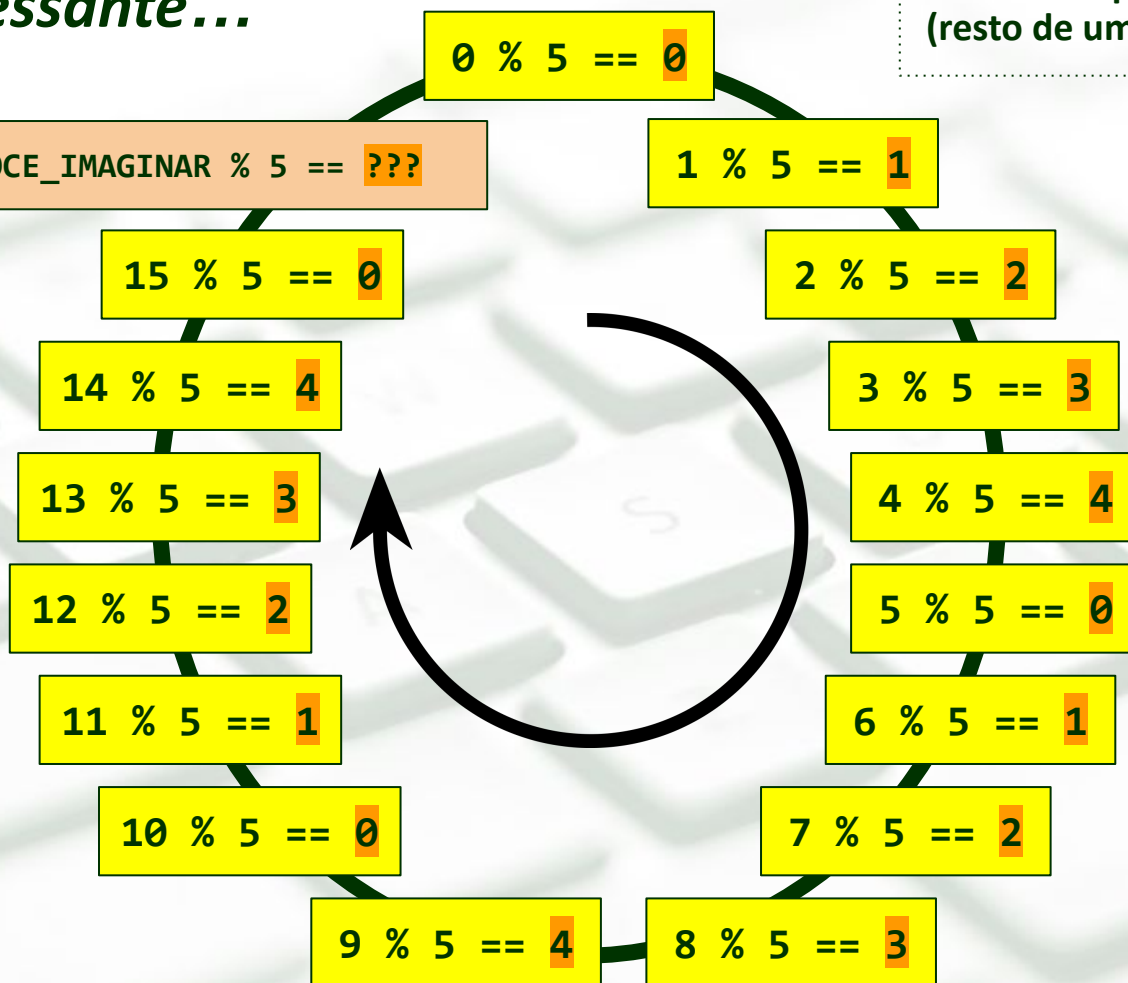 essante...
(resto de um
0 % 5 == 0
OCE_IMAGINAR % 5 == ???
1 % 5 == 1
15 % 5 == 0
2 % 5 == 2
14 % 5 == 4
3 % 5 == 3
13 % 5 == 3
4 % 5 == 4
12 % 5 == 2
5 % 5 == 0
11 % 5 == 1
6 % 5 == 1
10 % 5 == 0
7 % 5 == 2
9 % 5 == 4
8 % 5 == 3
S